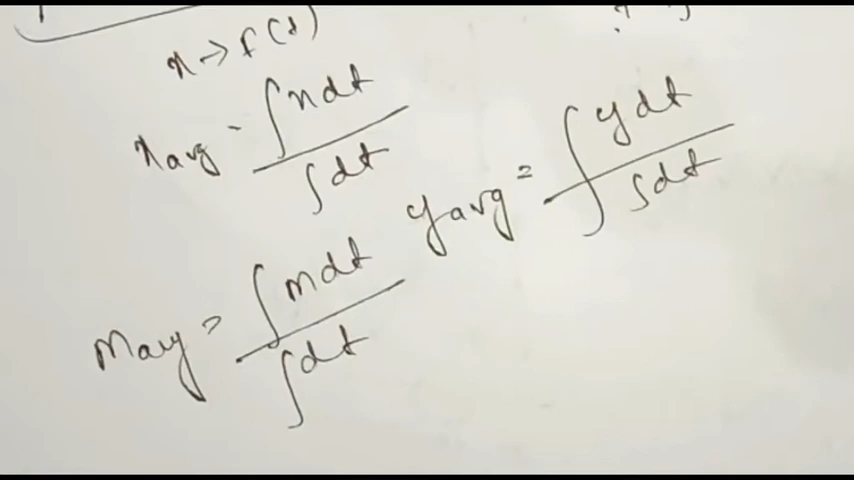 x → f(t)
x avg = ∫x dt / ∫dt
y avg = ∫y dt / ∫dt
m avg = ∫m dt / ∫dt